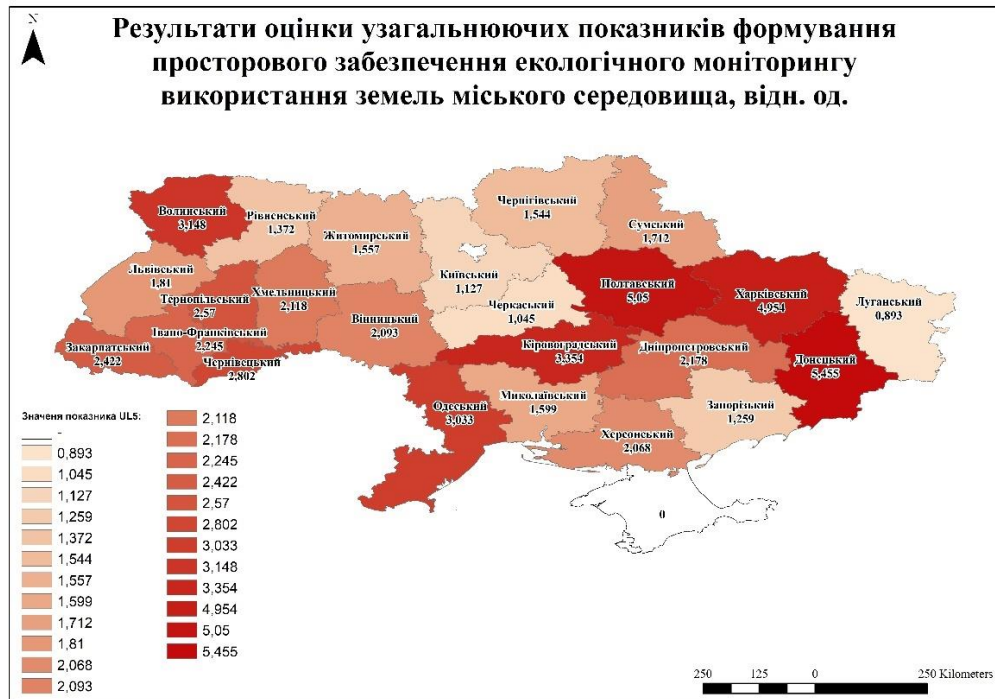 N
Результати оцінки узагальнюючих показників формування
просторового забезпечення екологічного моніторингу
використання земель міського середовища, відн. од.
Волинський
3,148
Рівненський
1,372
Житомирський
1,557
Чернігівський
1,544
Сумський
1,712
Київський
1,127
Львівський
1,81
Тернопільський
2,57
Хмельницький
2,118
Вінницький
2,093
Черкаський
1,045
Полтавський
5,05
Харківський
4,954
Луганський
0,893
Закарпатський
2,422
Івано-Франківський
2,245
Чернівецький
2,802
Кіровоградський
3,354
Дніпропетровський
2,178
Донецький
5,455
Одеський
3,033
Миколаївський
1,599
Запорізький
1,259
Херсонський
2,068
0
Значеня показника UL5:
-
0,893
1,045
1,127
1,259
1,372
1,544
1,557
1,599
1,712
1,81
2,068
2,093
2,118
2,178
2,245
2,422
2,57
2,802
3,033
3,148
3,354
4,954
5,05
5,455
250 125 0 250 Kilometers